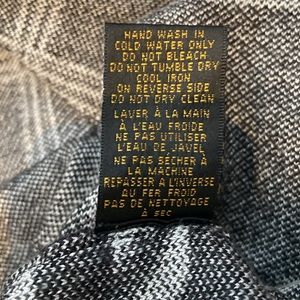 HAND WASH IN
COLD WATER ONLY
DO NOT BLEACH
DO NOT TUMBLE DRY
COOL IRON
ON REVERSE SIDE
DO NOT DRY CLEAN
LAVER À LA MAIN
À L'EAU FROIDE
NE PAS UTILISER
L'EAU DE JAVEL
NE PAS SÉCHER À
LA MACHINE
REPASSER A L'INVERSE
AU FER FROID
PAS DE NETTOYAGE
À SEC